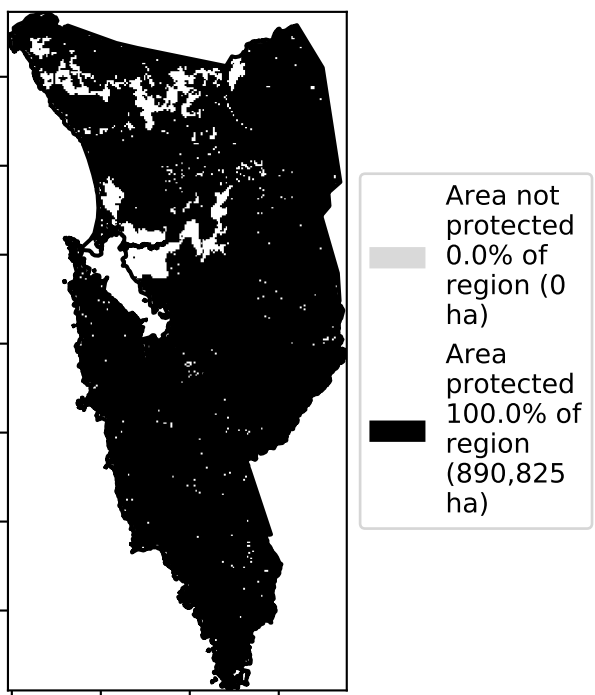 Area not
protected
0.0% of
region (0
ha)
Area
protected
100.0% of
region
(890,825
ha)